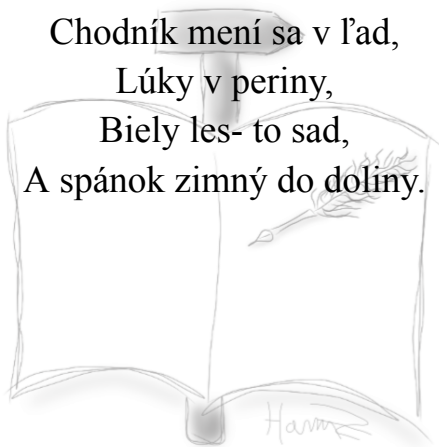 Chodník mení sa v ľad,
Lúky v periny,
Biely les- to sad,
A spánok zimný do doliny.